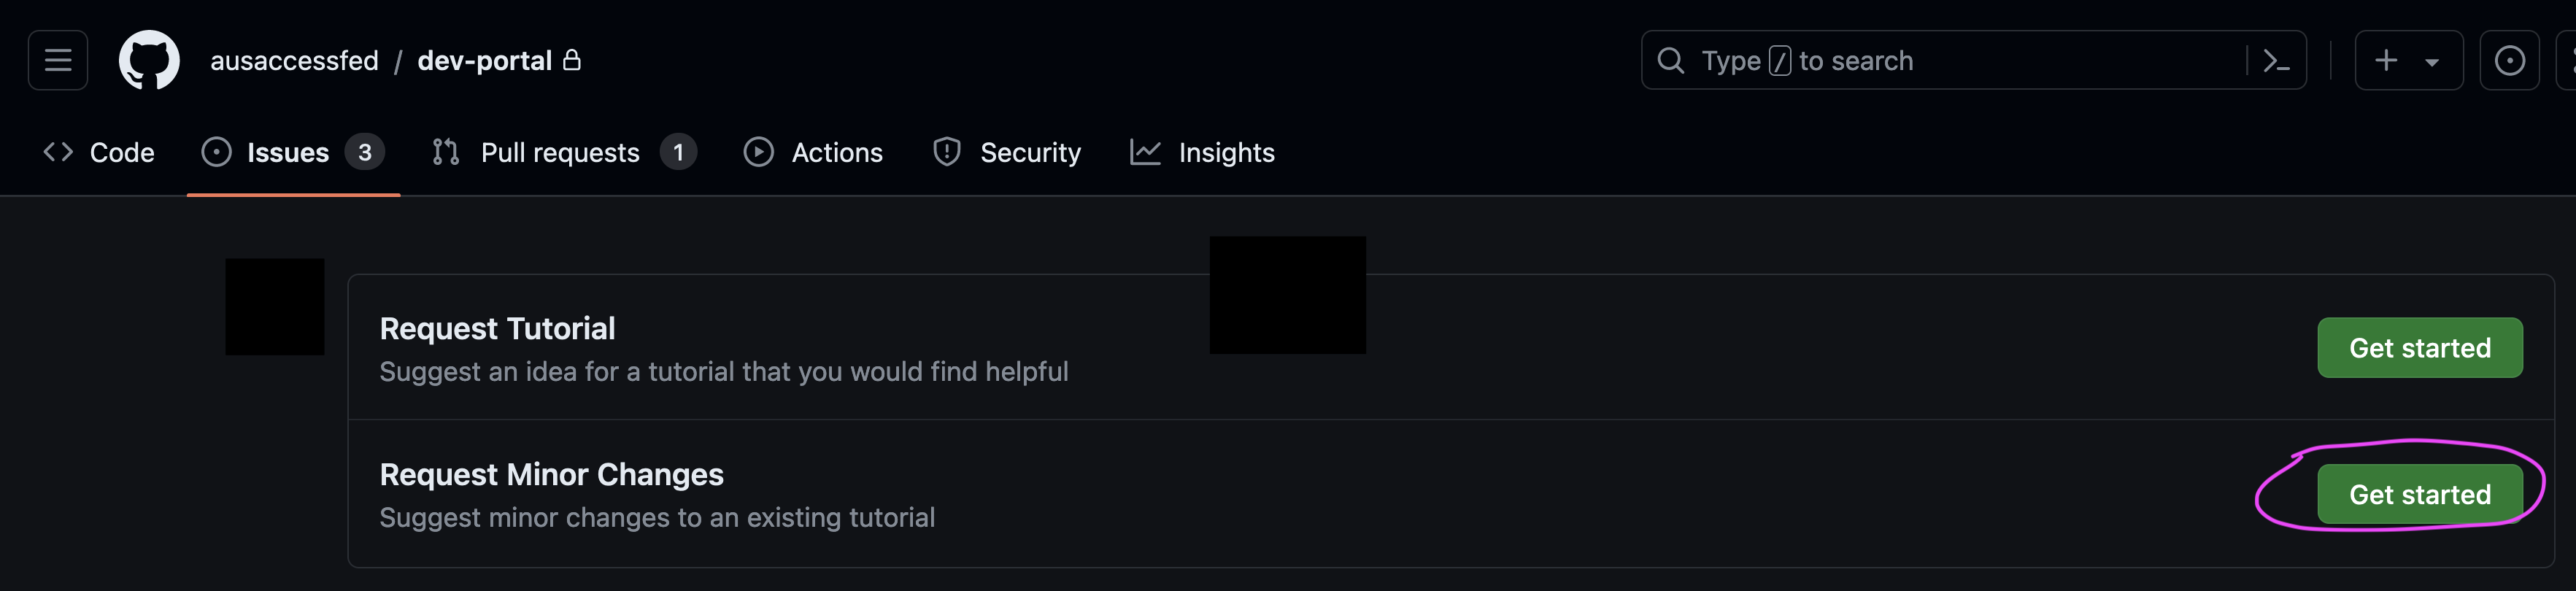 ausaccessfed / dev-portal
Type / to search
Code
Issues 3
Pull requests 1
Actions
Security
Insights
Request Tutorial
Suggest an idea for a tutorial that you would find helpful
Get started
Request Minor Changes
Suggest minor changes to an existing tutorial
Get started